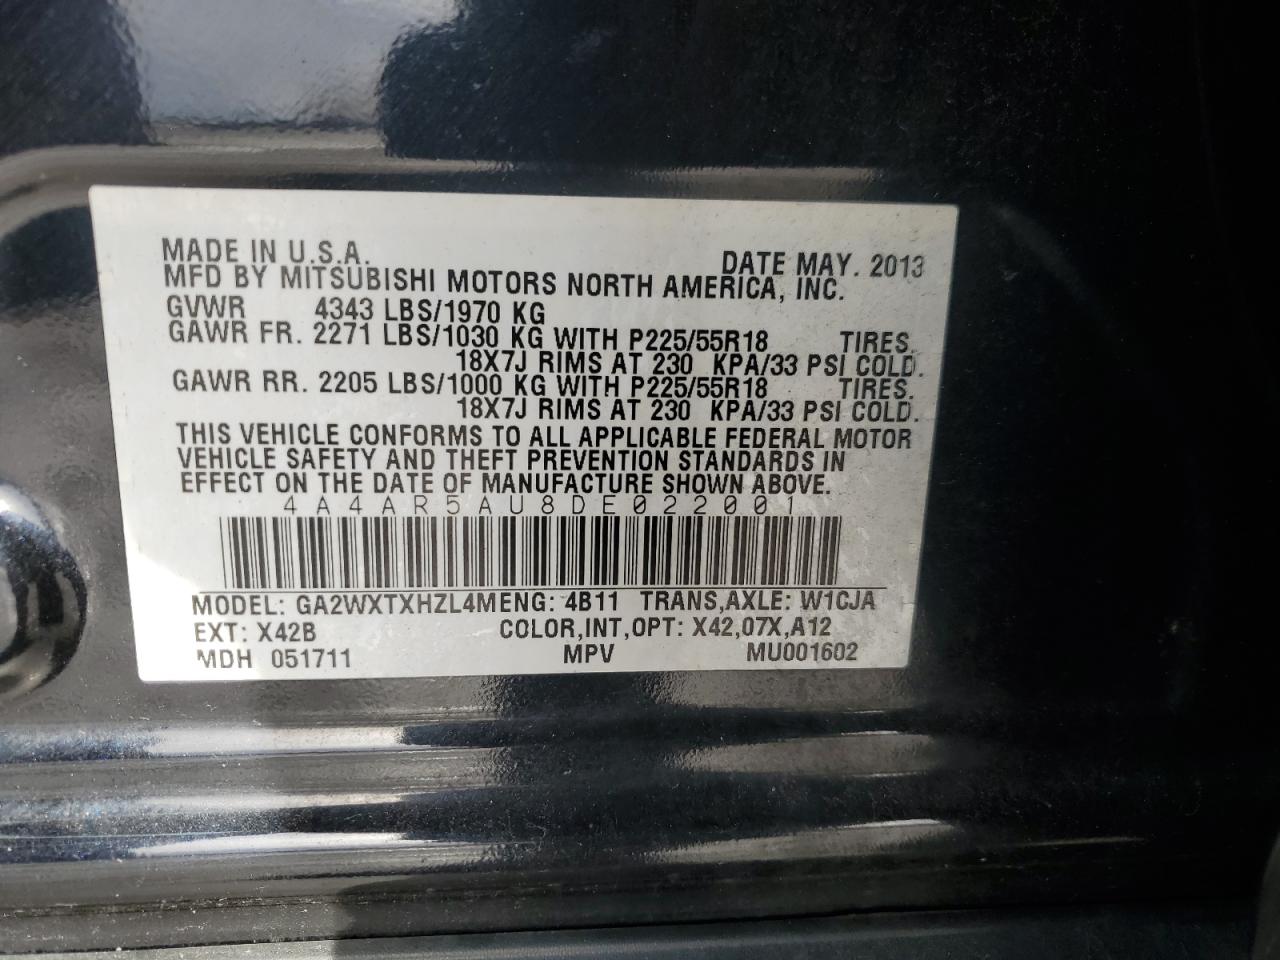 MADE IN U.S.A. DATE MAY. 2013
MFD BY MITSUBISHI MOTORS NORTH AMERICA, INC.
GVWR 4343 LBS/1970 KG
GAWR FR. 2271 LBS/1030 KG WITH P225/55R18 TIRES.
18X7J RIMS AT 230 KPA/33 PSI COLD.
GAWR RR. 2205 LBS/1000 KG WITH P225/55R18 TIRES.
18X7J RIMS AT 230 KPA/33 PSI COLD.
THIS VEHICLE CONFORMS TO ALL APPLICABLE FEDERAL MOTOR
VEHICLE SAFETY AND THEFT PREVENTION STANDARDS IN
EFFECT ON THE DATE OF MANUFACTURE SHOWN ABOVE.
4A4AR5AU8DE022001
MODEL: GA2WXTXHZL4MENG: 4B11 TRANS,AXLE: W1CJA
EXT: X42B COLOR,INT,OPT: X42,07X,A12
MDH 051711 MPV MU001602